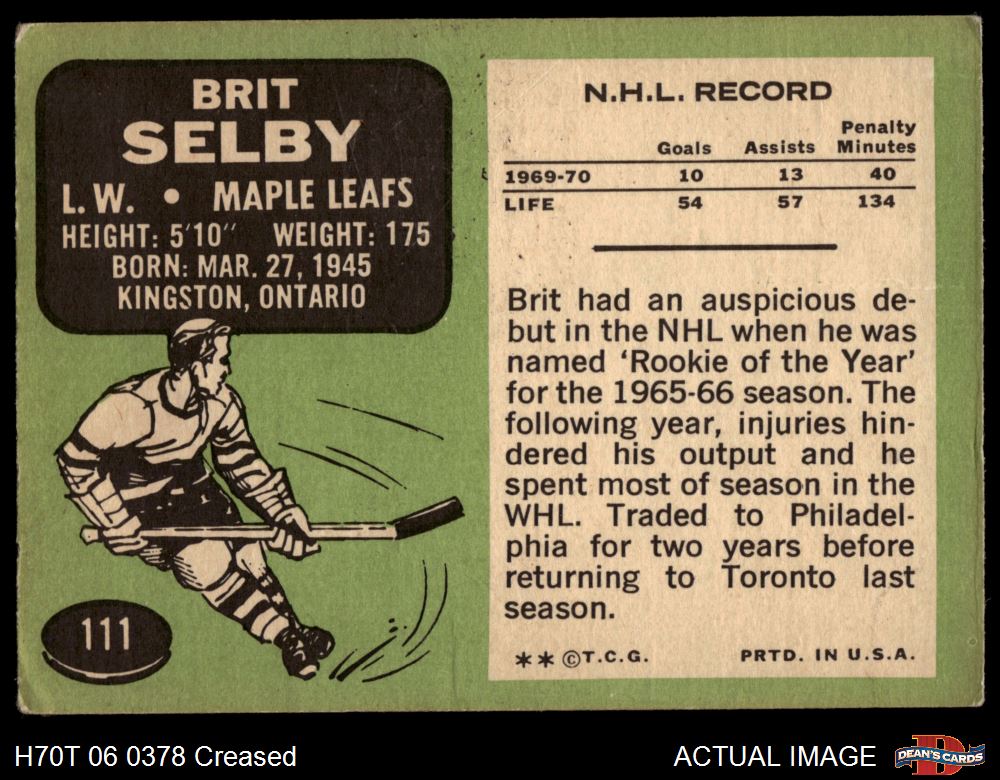 BRIT
SELBY
L.W. • MAPLE LEAFS
HEIGHT: 5'10" WEIGHT: 175
BORN: MAR. 27, 1945
KINGSTON, ONTARIO
111
N.H.L. RECORD
Goals Assists Penalty Minutes
1969-70 10 13 40
LIFE 54 57 134
Brit had an auspicious de-
but in the NHL when he was
named 'Rookie of the Year'
for the 1965-66 season. The
following year, injuries hin-
dered his output and he
spent most of season in the
WHL. Traded to Philadel-
phia for two years before
returning to Toronto last
season.
** ©T.C.G. PRTD. IN U.S.A.
H70T 06 0378 Creased
ACTUAL IMAGE
DEAN'S CARDS